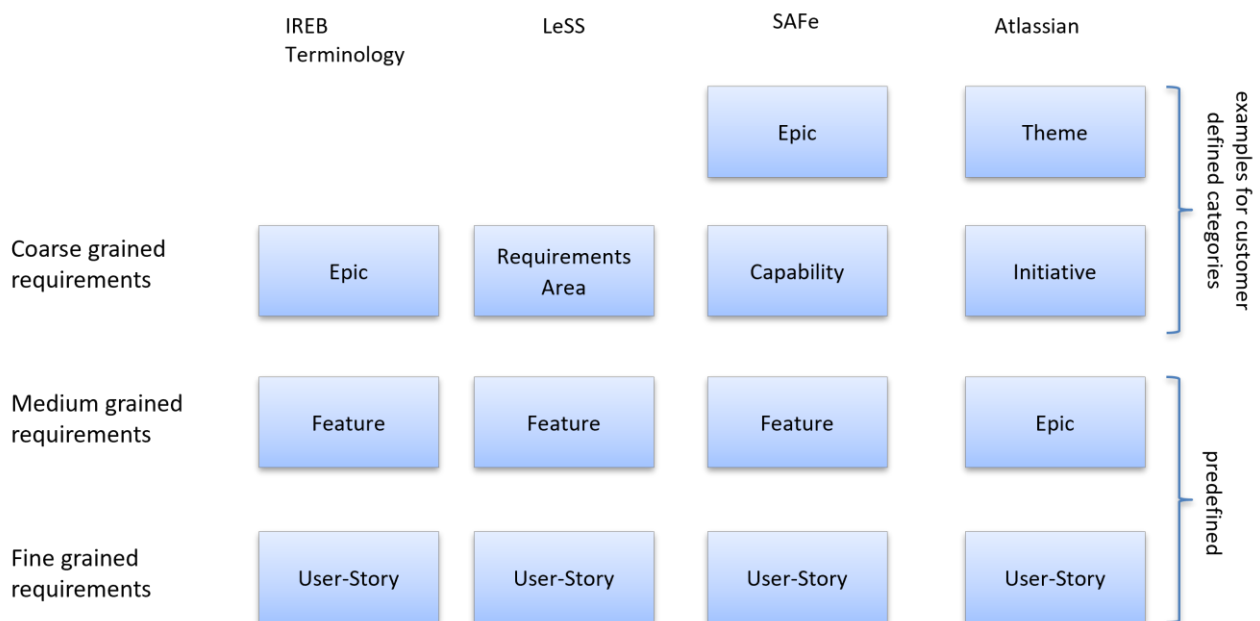 IREB
Terminology
LeSS
SAFe
Atlassian
Epic
Theme
examples for customer
defined categories
Coarse grained
requirements
Epic
Requirements
Area
Capability
Initiative
Medium grained
requirements
Feature
Feature
Feature
Epic
predefined
Fine grained
requirements
User-Story
User-Story
User-Story
User-Story